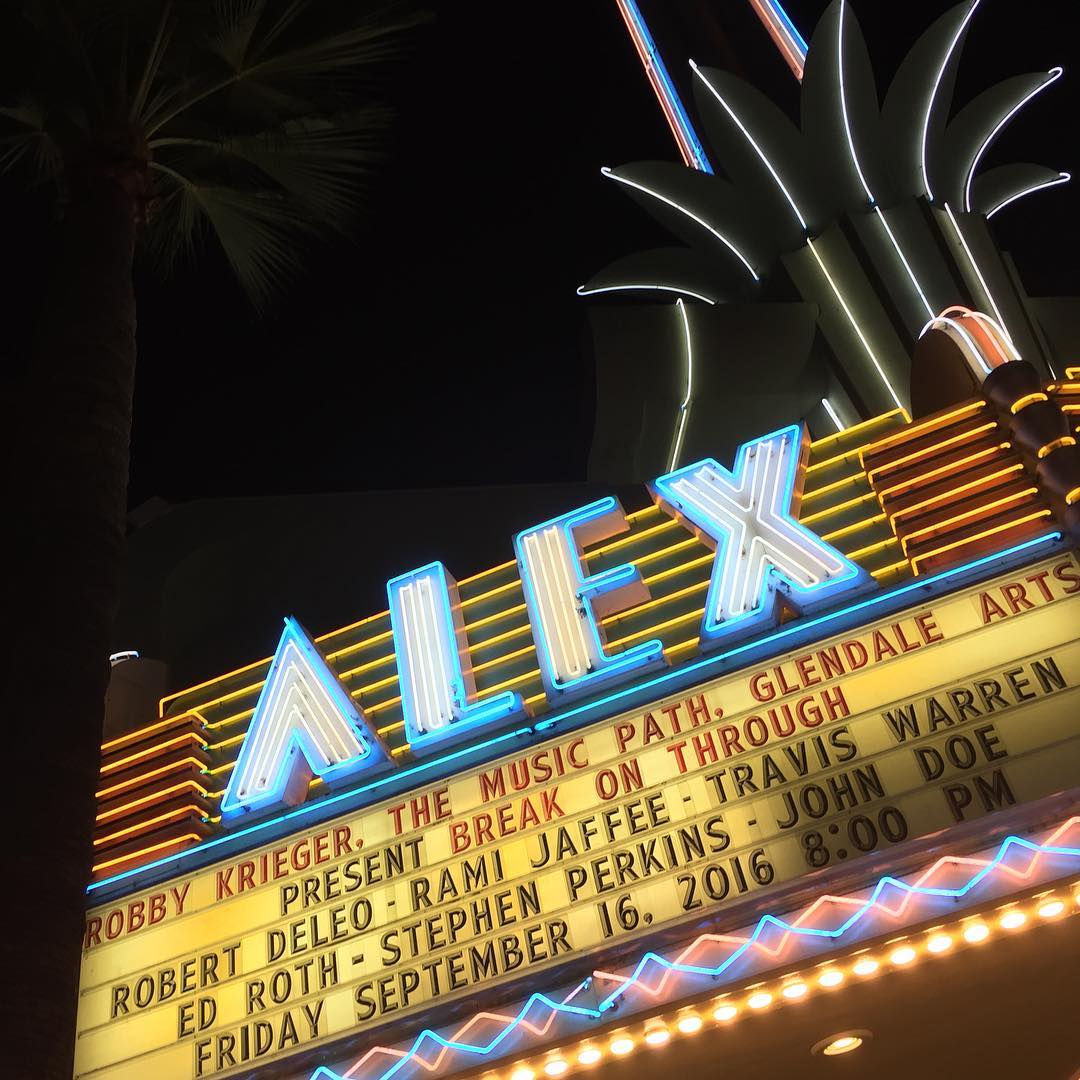 ALEX
ROBBY KRIEGER, THE MUSIC PATH, GLENDALE ARTS
PRESENT BREAK ON THROUGH
ROBERT DELEO - RAMI JAFFEE - TRAVIS WARREN
ED ROTH - STEPHEN PERKINS - JOHN DOE
FRIDAY SEPTEMBER 16, 2016 8:00 PM